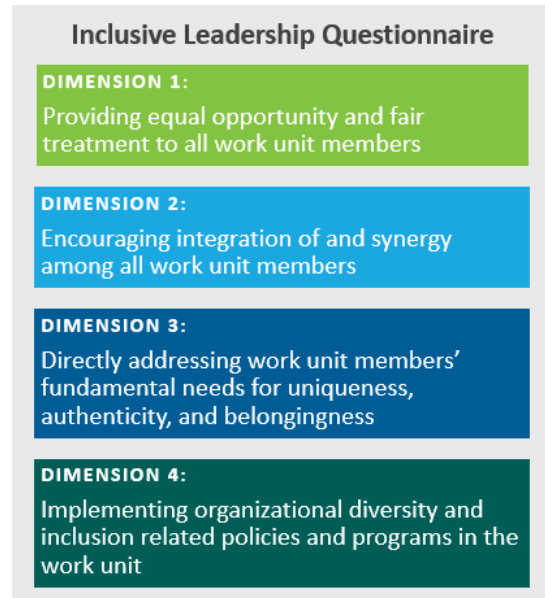 Inclusive Leadership Questionnaire
DIMENSION 1:
Providing equal opportunity and fair
treatment to all work unit members
DIMENSION 2:
Encouraging integration of and synergy
among all work unit members
DIMENSION 3:
Directly addressing work unit members’
fundamental needs for uniqueness,
authenticity, and belongingness
DIMENSION 4:
Implementing organizational diversity and
inclusion related policies and programs in the
work unit